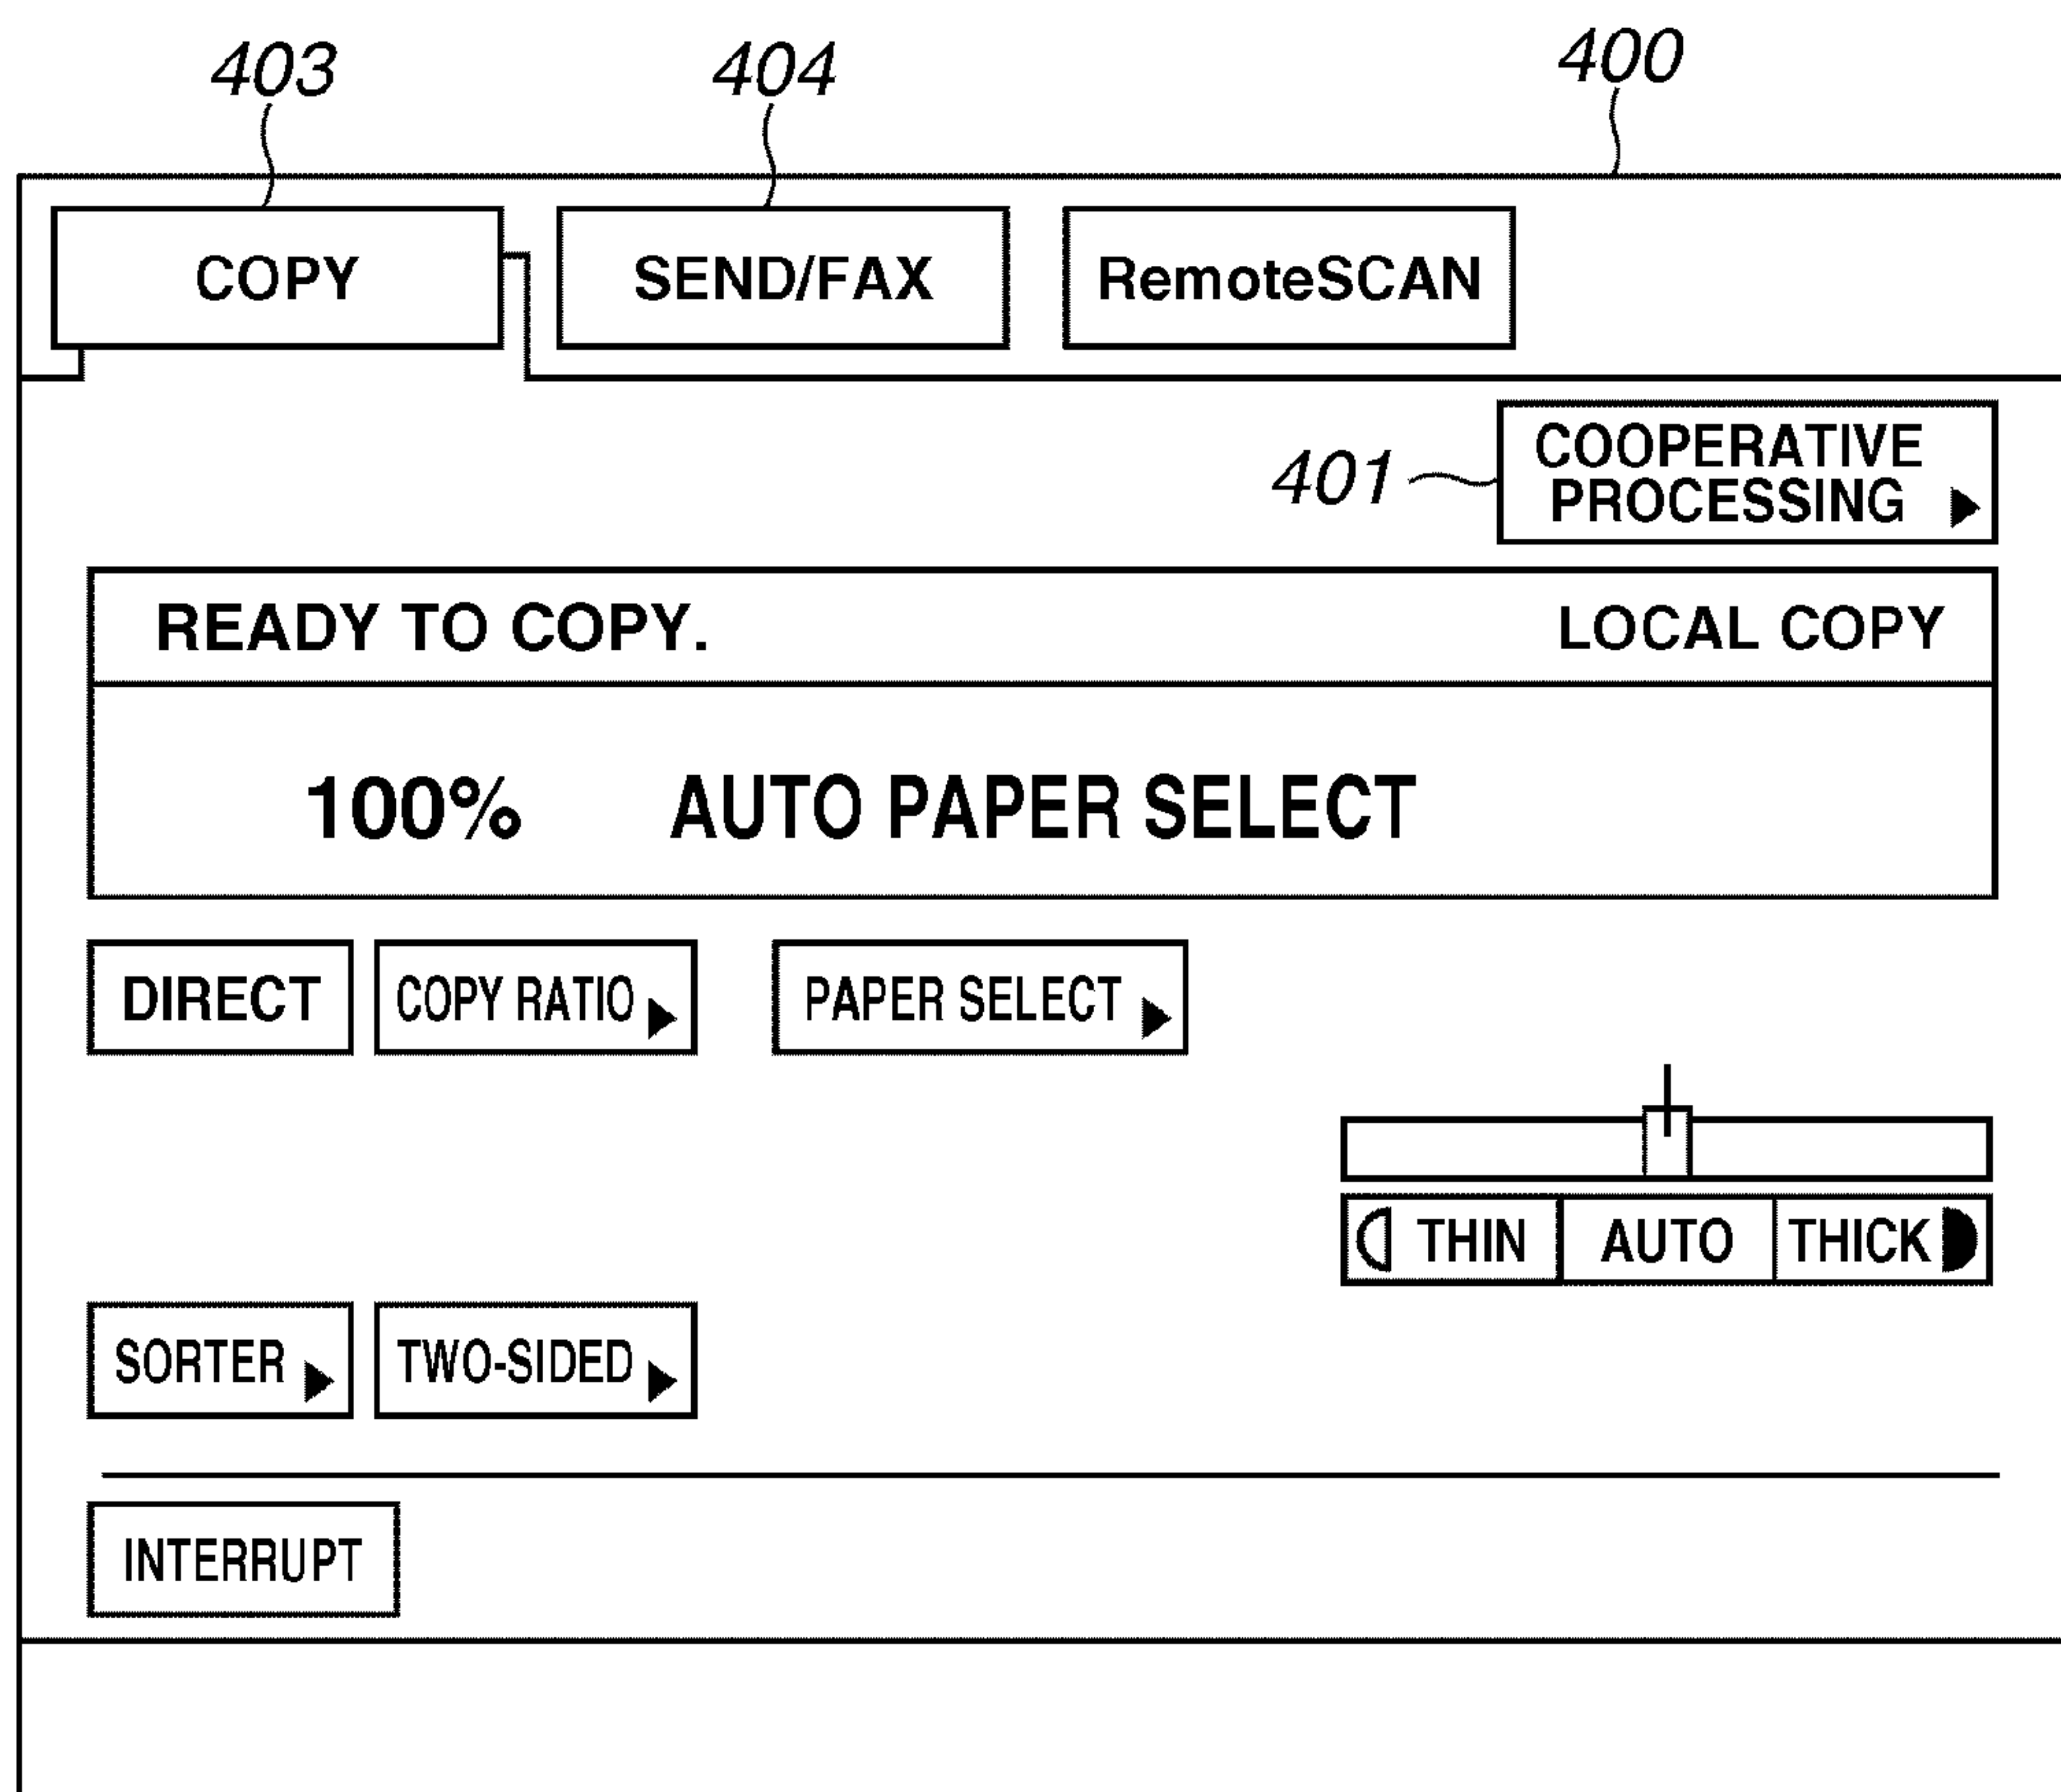 403 404 400
COPY SEND/FAX RemoteSCAN
401 COOPERATIVE
PROCESSING
READY TO COPY. LOCAL COPY
100% AUTO PAPER SELECT
DIRECT COPY RATIO PAPER SELECT
THIN AUTO THICK
SORTER TWO-SIDED
INTERRUPT